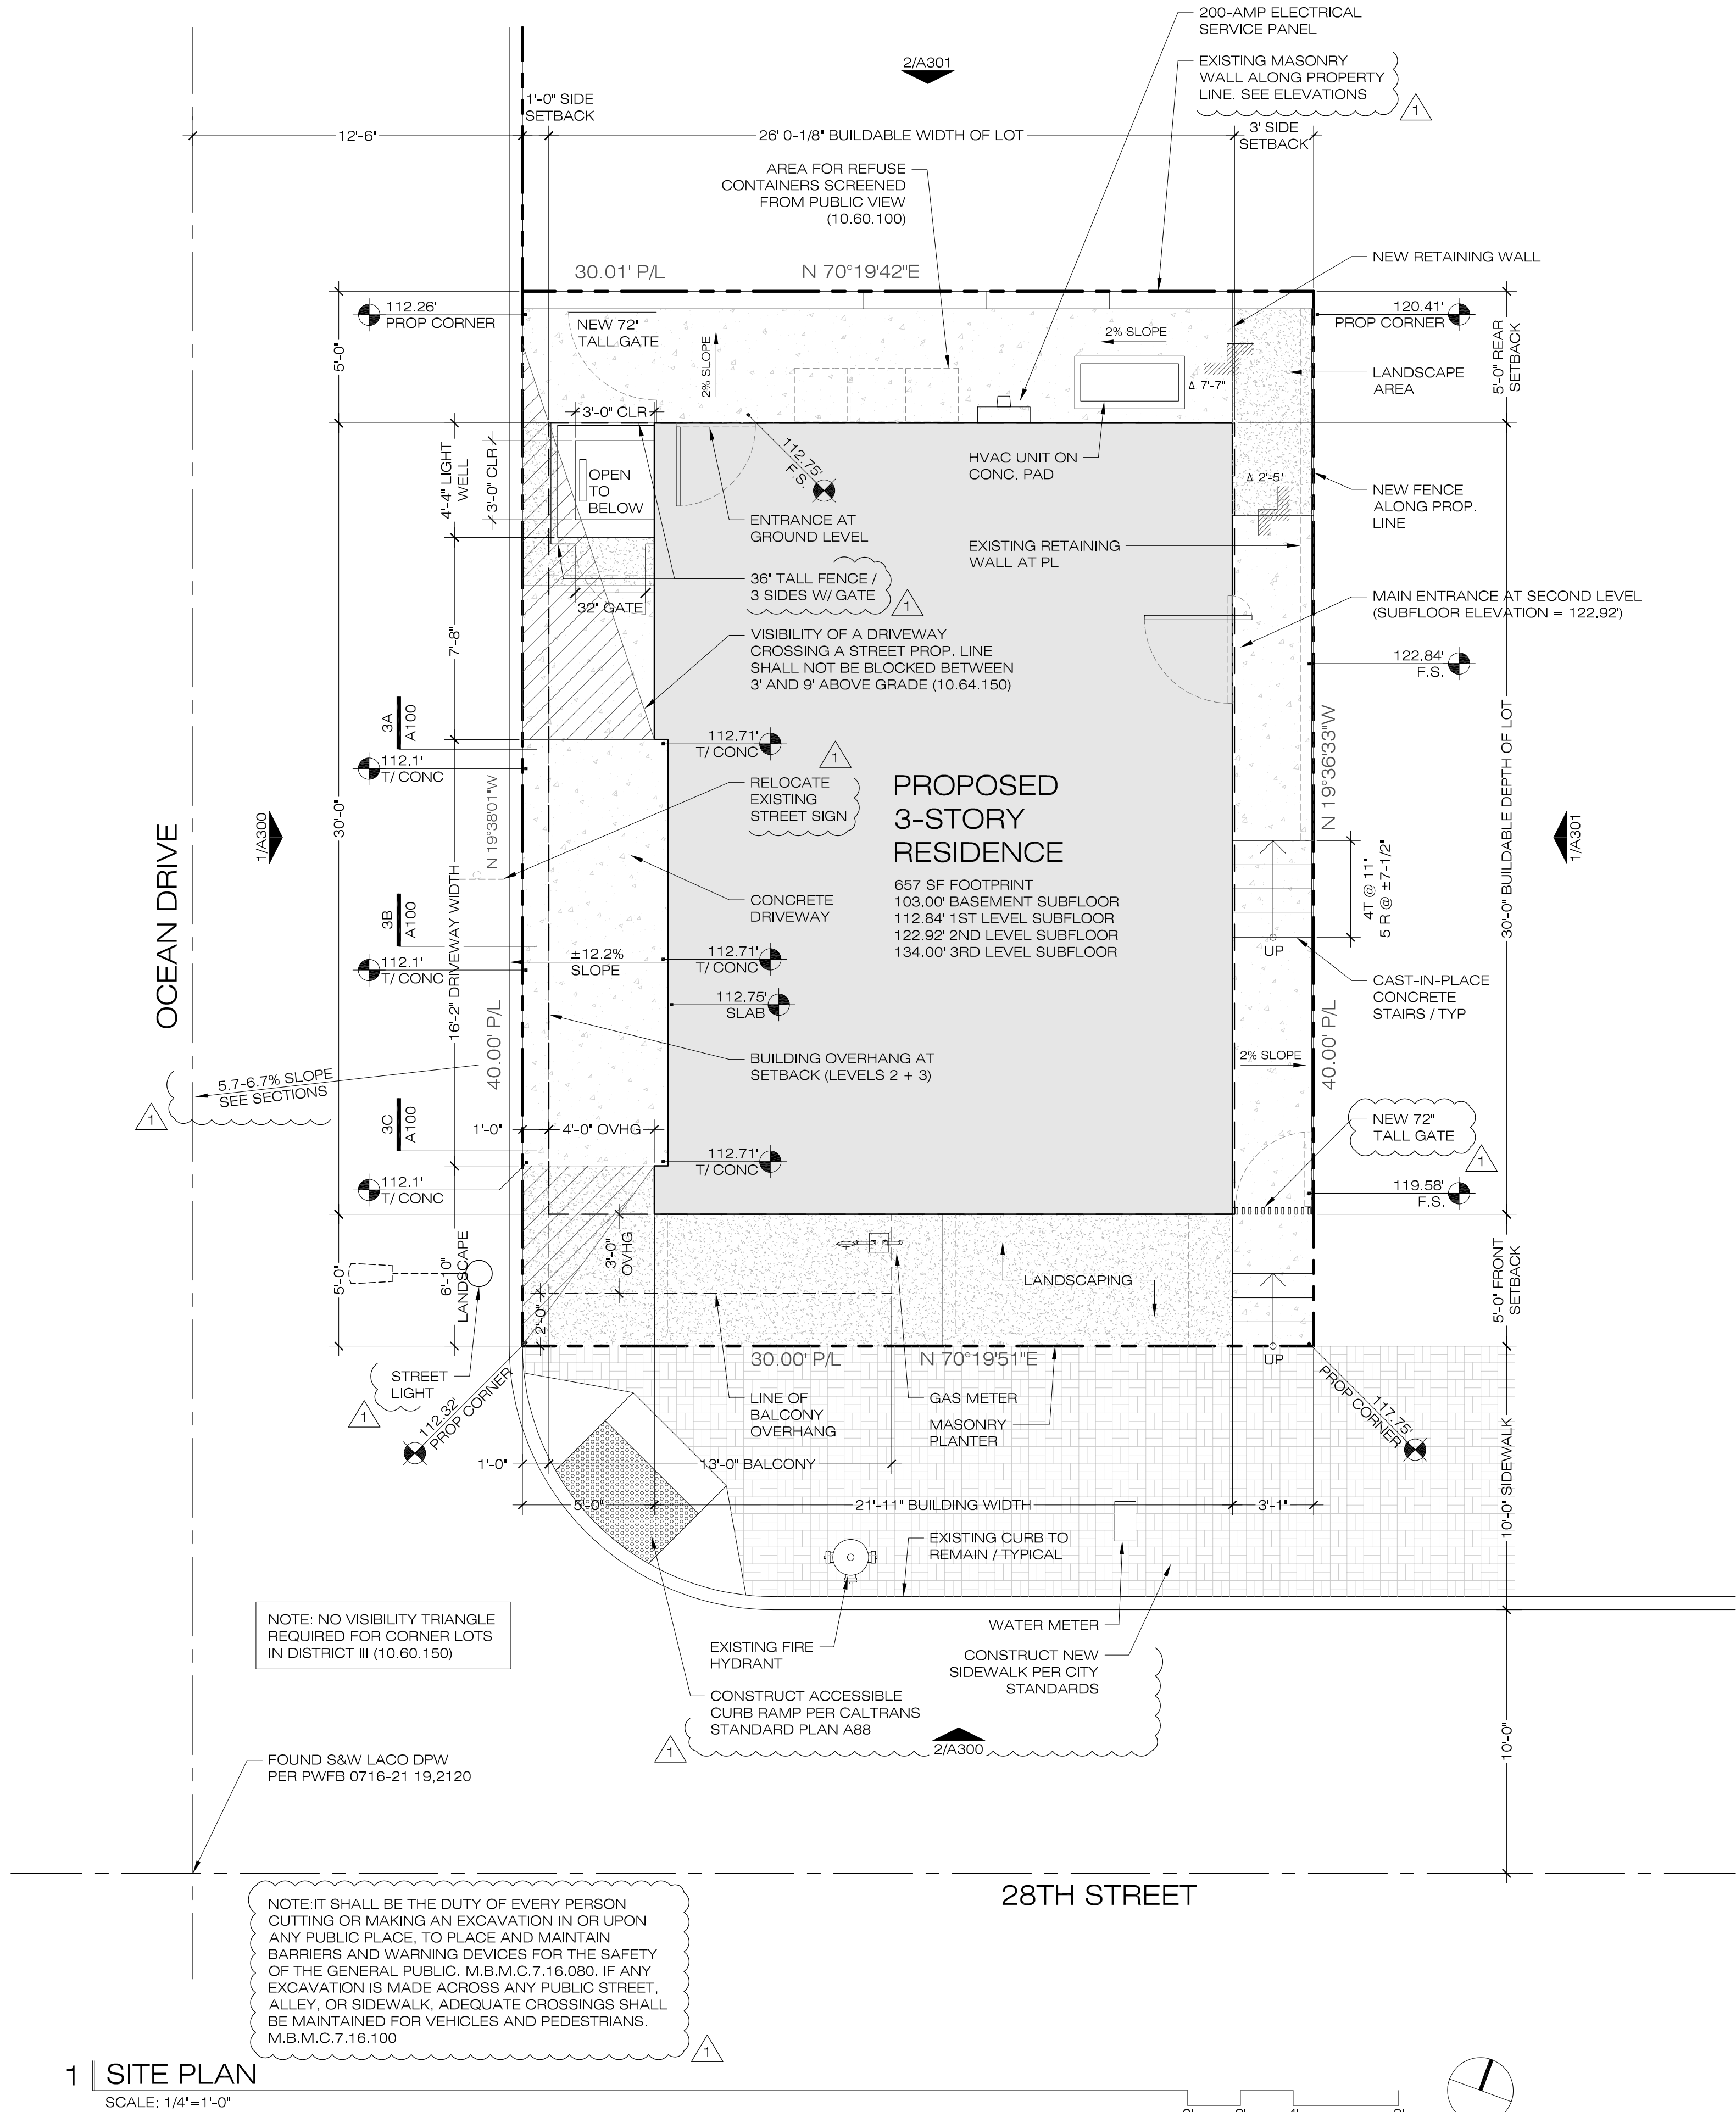 200-AMP ELECTRICAL
SERVICE PANEL
2/A301
EXISTING MASONRY
WALL ALONG PROPERTY
LINE. SEE ELEVATIONS
1
1'-0" SIDE
SETBACK
12'-6"
26' 0-1/8" BUILDABLE WIDTH OF LOT
3' SIDE
SETBACK
AREA FOR REFUSE
CONTAINERS SCREENED
FROM PUBLIC VIEW
(10.60.100)
NEW RETAINING WALL
30.01' P/L
N 70°19'42"E
112.26'
PROP CORNER
120.41'
PROP CORNER
NEW 72"
TALL GATE
2% SLOPE
2% SLOPE
5'-0"
5'-0" REAR
SETBACK
LANDSCAPE
AREA
Δ 7'-7"
3'-0" CLR
4'-4" LIGHT
WELL
3'-0" CLR
OPEN
TO
BELOW
112.75'
F.S.
HVAC UNIT ON
CONC. PAD
Δ 2'-5"
NEW FENCE
ALONG PROP.
LINE
ENTRANCE AT
GROUND LEVEL
EXISTING RETAINING
WALL AT PL
36" TALL FENCE /
3 SIDES W/ GATE
1
32" GATE
MAIN ENTRANCE AT SECOND LEVEL
(SUBFLOOR ELEVATION = 122.92')
7'-8"
VISIBILITY OF A DRIVEWAY
CROSSING A STREET PROP. LINE
SHALL NOT BE BLOCKED BETWEEN
3' AND 9' ABOVE GRADE (10.64.150)
122.84'
F.S.
3A
A100
112.71'
T/ CONC
1
112.1'
T/ CONC
N 19°38'01"W
RELOCATE
EXISTING
STREET SIGN
PROPOSED
3-STORY
RESIDENCE
657 SF FOOTPRINT
103.00' BASEMENT SUBFLOOR
112.84' 1ST LEVEL SUBFLOOR
122.92' 2ND LEVEL SUBFLOOR
134.00' 3RD LEVEL SUBFLOOR
N 19°36'33"W
30'-0" BUILDABLE DEPTH OF LOT
1/A300
30'-0"
1/A301
OCEAN DRIVE
4T @ 11"
5 R @ ±7-1/2"
UP
3B
A100
CONCRETE
DRIVEWAY
112.1'
T/ CONC
±12.2%
SLOPE
112.71'
T/ CONC
112.75'
SLAB
16'-2" DRIVEWAY WIDTH
CAST-IN-PLACE
CONCRETE
STAIRS / TYP
40.00' P/L
40.00' P/L
BUILDING OVERHANG AT
SETBACK (LEVELS 2 + 3)
2% SLOPE
5.7-6.7% SLOPE
SEE SECTIONS
1
3C
A100
1'-0"
4'-0" OVHG
112.71'
T/ CONC
NEW 72"
TALL GATE
1
112.1'
T/ CONC
119.58'
F.S.
5'-0"
6'-10"
LANDSCAPE
3'-0"
OVHG
2'-0"
LANDSCAPING
5'-0" FRONT
SETBACK
30.00' P/L
N 70°19'51"E
UP
STREET
LIGHT
1
112.32'
PROP CORNER
LINE OF
BALCONY
OVERHANG
GAS METER
MASONRY
PLANTER
117.75'
PROP CORNER
1'-0"
13'-0" BALCONY
5'-0"
21'-11" BUILDING WIDTH
3'-1"
10'-0" SIDEWALK
EXISTING CURB TO
REMAIN / TYPICAL
NOTE: NO VISIBILITY TRIANGLE
REQUIRED FOR CORNER LOTS
IN DISTRICT III (10.60.150)
EXISTING FIRE
HYDRANT
WATER METER
CONSTRUCT NEW
SIDEWALK PER CITY
STANDARDS
CONSTRUCT ACCESSIBLE
CURB RAMP PER CALTRANS
STANDARD PLAN A88
1
2/A300
10'-0"
FOUND S&W LACO DPW
PER PWFB 0716-21 19,2120
28TH STREET
NOTE:IT SHALL BE THE DUTY OF EVERY PERSON
CUTTING OR MAKING AN EXCAVATION IN OR UPON
ANY PUBLIC PLACE, TO PLACE AND MAINTAIN
BARRIERS AND WARNING DEVICES FOR THE SAFETY
OF THE GENERAL PUBLIC. M.B.M.C.7.16.080. IF ANY
EXCAVATION IS MADE ACROSS ANY PUBLIC STREET,
ALLEY, OR SIDEWALK, ADEQUATE CROSSINGS SHALL
BE MAINTAINED FOR VEHICLES AND PEDESTRIANS.
M.B.M.C.7.16.100
1
1 SITE PLAN
SCALE: 1/4"=1'-0"